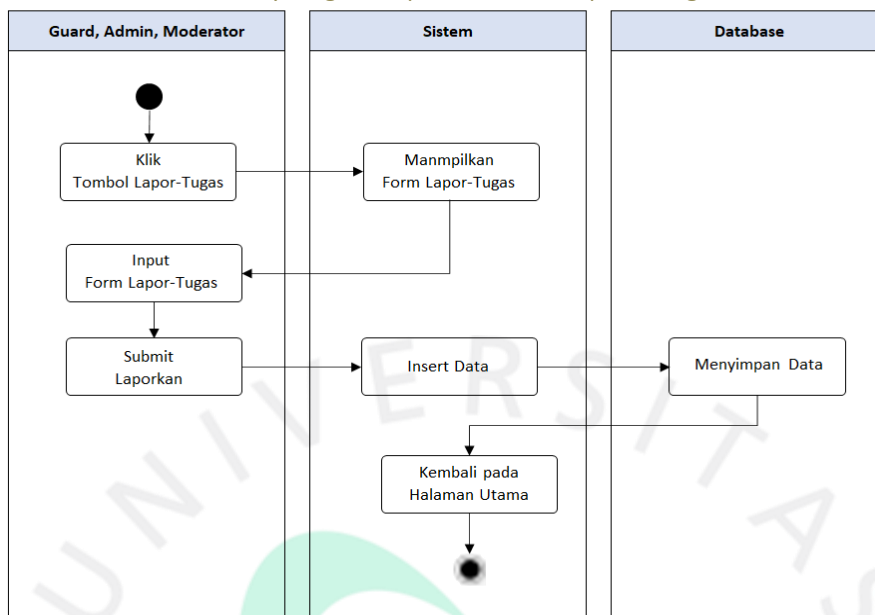 Guard, Admin, Moderator
Sistem
Database
Klik
Tombol Lapor-Tugas
Manmpilkan
Form Lapor-Tugas
Input
Form Lapor-Tugas
Submit
Laporkan
Insert Data
Menyimpan Data
Kembali pada
Halaman Utama
UNIVERSITAS